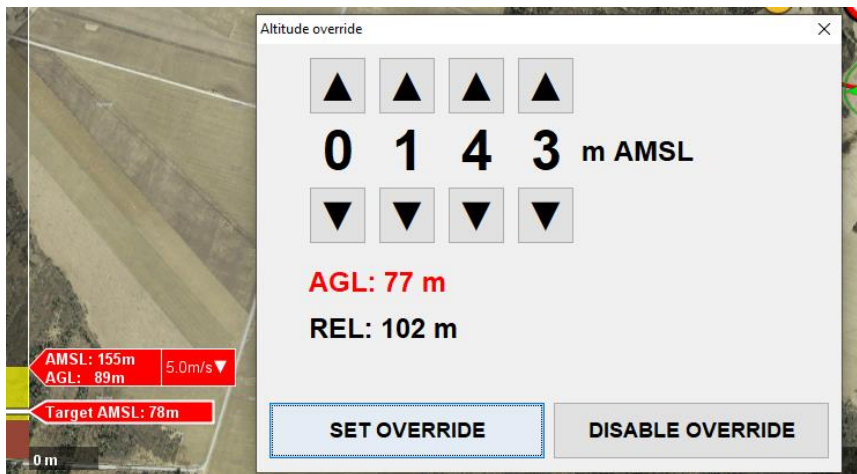 Altitude override
▲ ▲ ▲ ▲
0 1 4 3 m AMSL
▼ ▼ ▼ ▼
AGL: 77 m
REL: 102 m
AMSL: 155m
AGL: 89m
5.0m/s▼
Target AMSL: 78m
SET OVERRIDE
DISABLE OVERRIDE
0 m